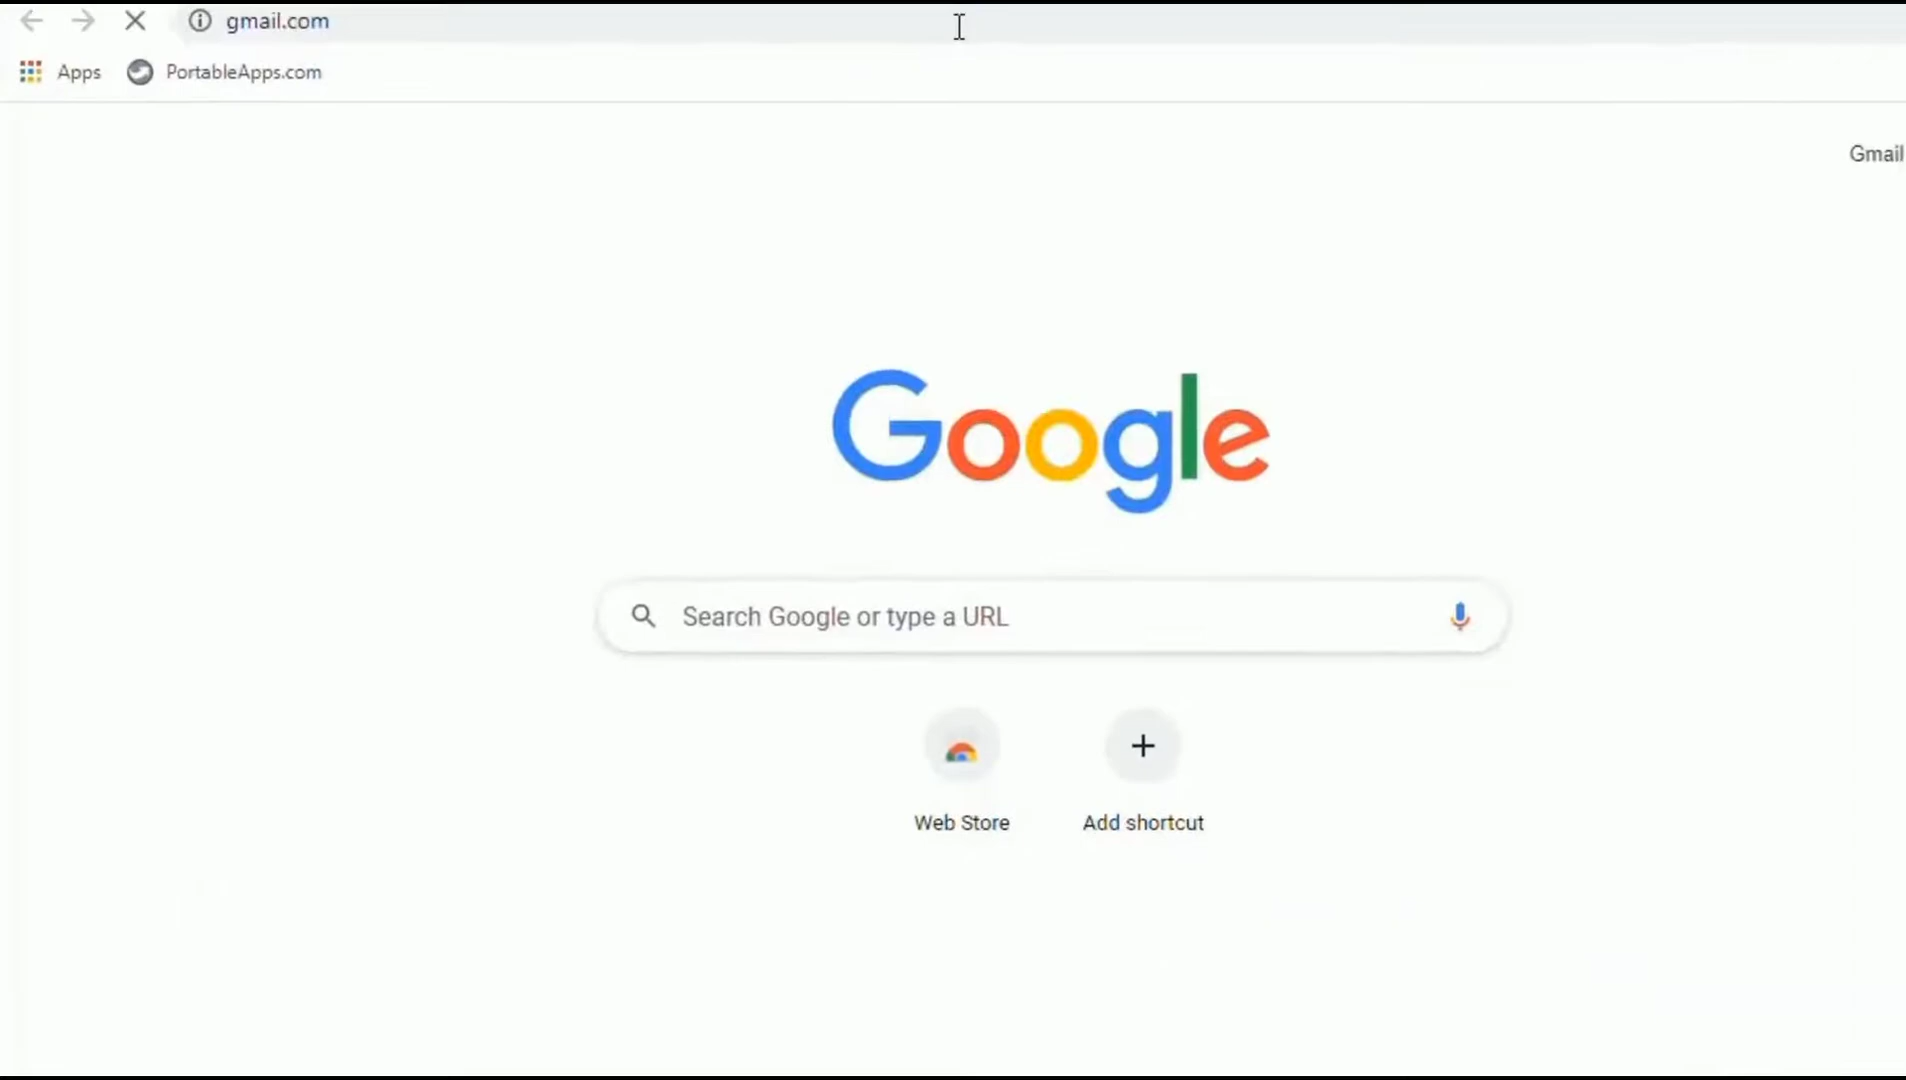 gmail.com
Apps PortableApps.com
Gmail
Google
Search Google or type a URL
Web Store Add shortcut